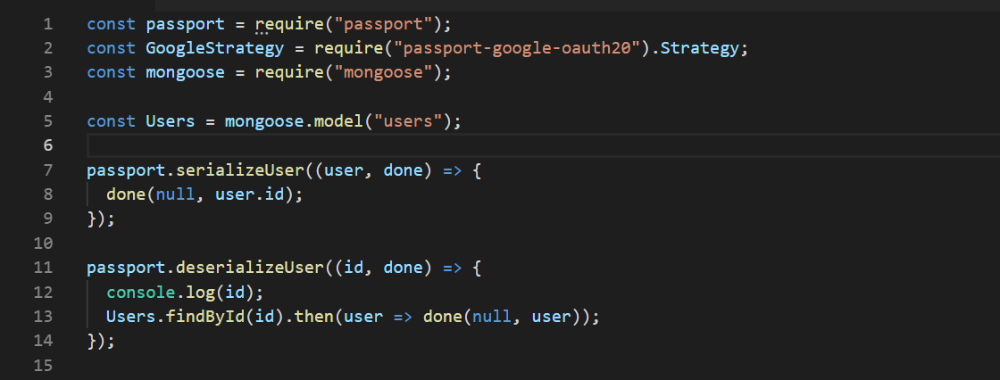 1 const passport = require("passport");
2 const GoogleStrategy = require("passport-google-oauth20").Strategy;
3 const mongoose = require("mongoose");
4
5 const Users = mongoose.model("users");
6
7 passport.serializeUser((user, done) => {
8   done(null, user.id);
9 });
10
11 passport.deserializeUser((id, done) => {
12   console.log(id);
13   Users.findById(id).then(user => done(null, user));
14 });
15